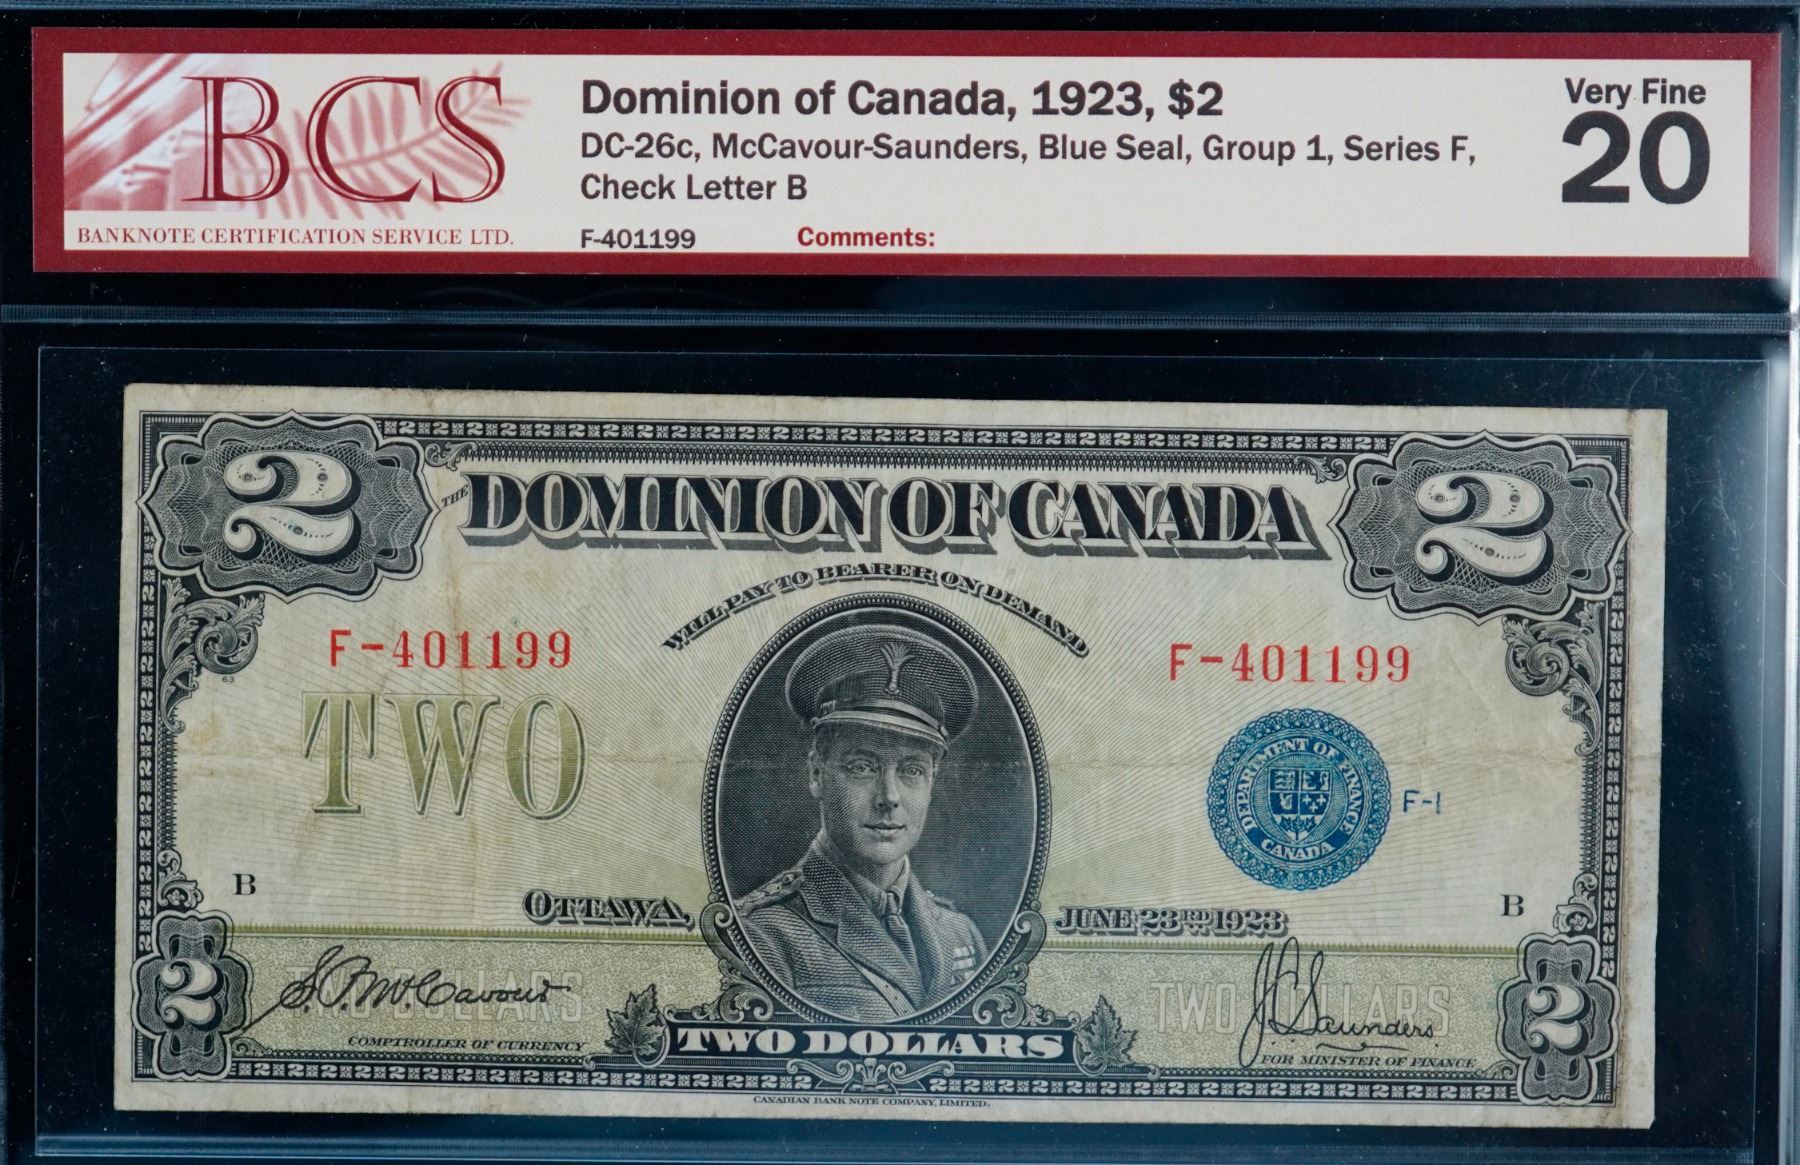 BCS
BANKNOTE CERTIFICATION SERVICE LTD.
Dominion of Canada, 1923, $2
DC-26c, McCavour-Saunders, Blue Seal, Group 1, Series F,
Check Letter B
F-401199 Comments:
Very Fine
20
2 THE DOMINION OF CANADA 2
WILL PAY TO BEARER ON DEMAND
F-401199 F-401199
63
TWO
DEPARTMENT OF FINANCE
CANADA
F-1
B B
OTTAWA, JUNE 23RD 1923
TWO DOLLARS TWO DOLLARS
S.P. McCavour J.C. Saunders
2 2
COMPTROLLER OF CURRENCY FOR MINISTER OF FINANCE
TWO DOLLARS
CANADIAN BANK NOTE COMPANY, LIMITED.